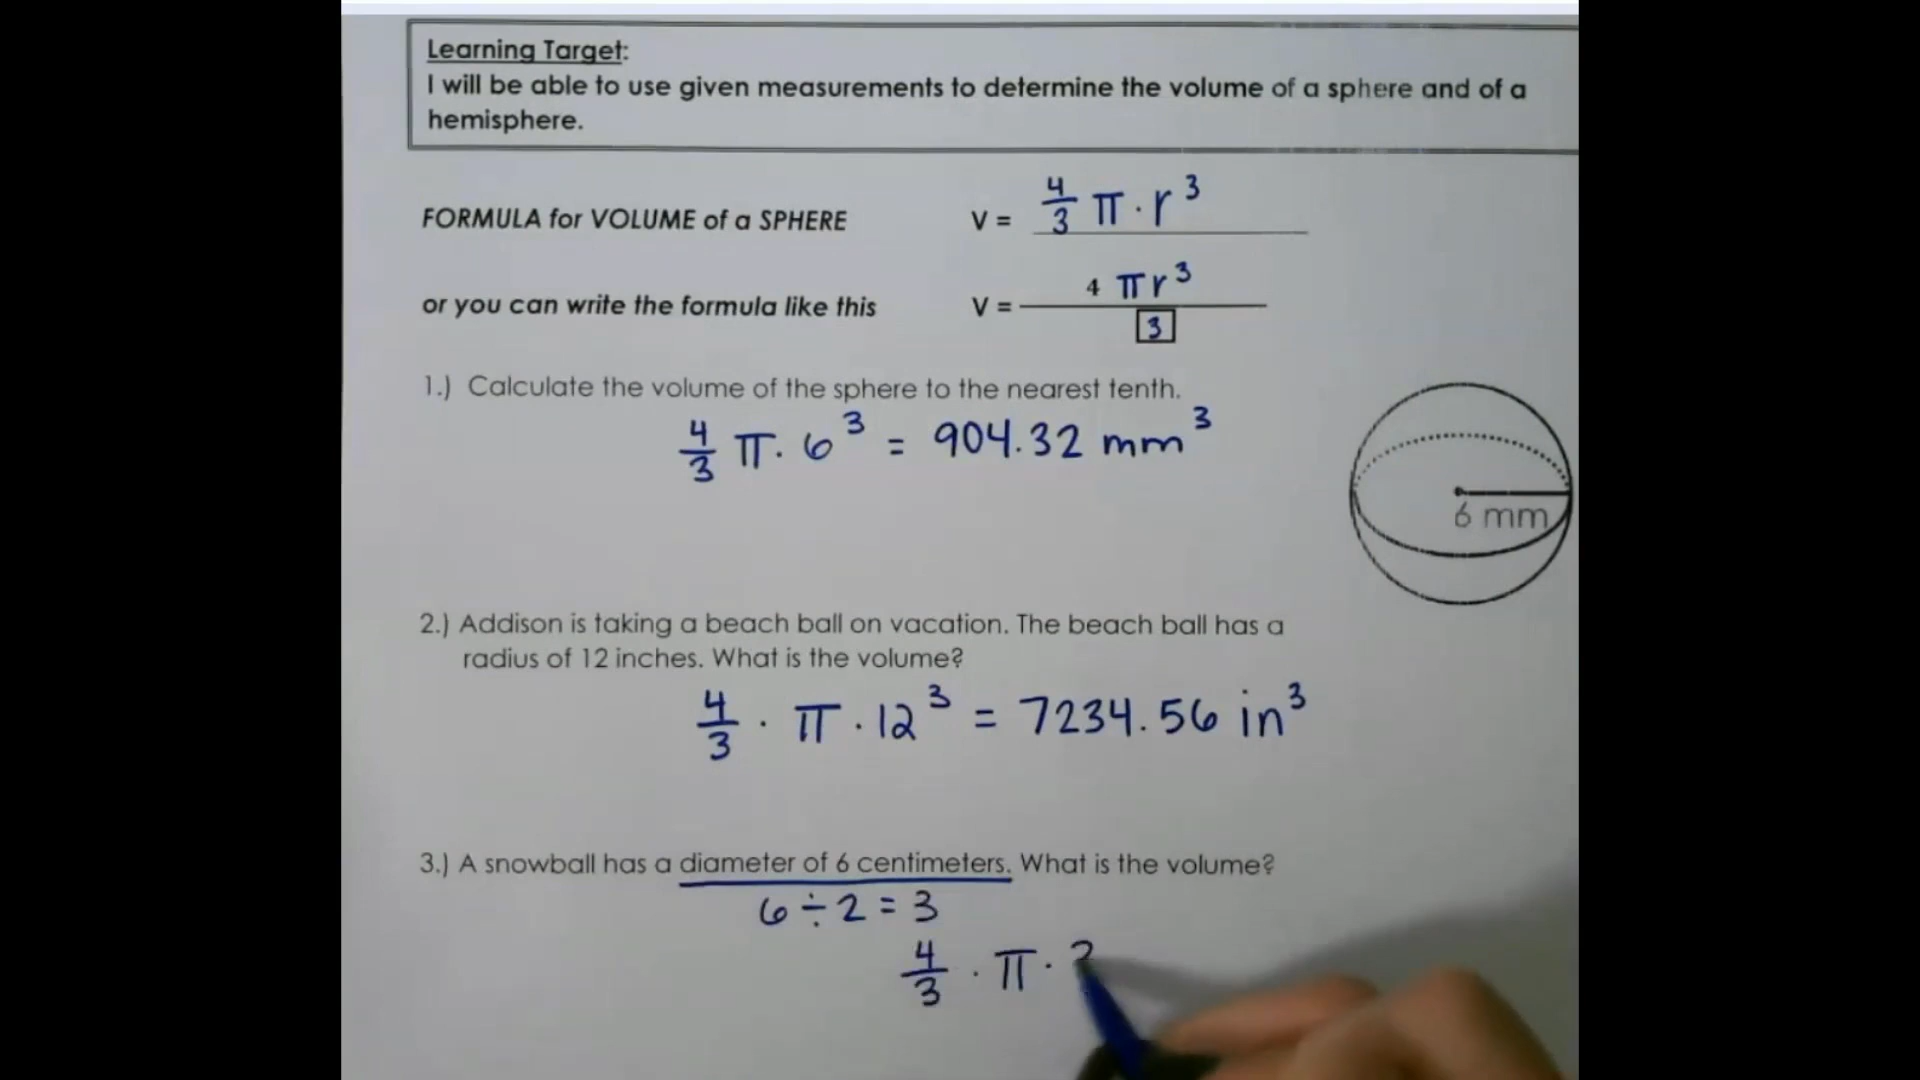 Learning Target:
I will be able to use given measurements to determine the volume of a sphere and of a
hemisphere.
FORMULA for VOLUME of a SPHERE V = 4/3 π · r³
or you can write the formula like this V = 4 πr³ / 3
1.) Calculate the volume of the sphere to the nearest tenth.
4/3 π · 6³ = 904.32 mm³
6 mm
2.) Addison is taking a beach ball on vacation. The beach ball has a
radius of 12 inches. What is the volume?
4/3 · π · 12³ = 7234.56 in³
3.) A snowball has a diameter of 6 centimeters. What is the volume?
6 ÷ 2 = 3
4/3 · π ·